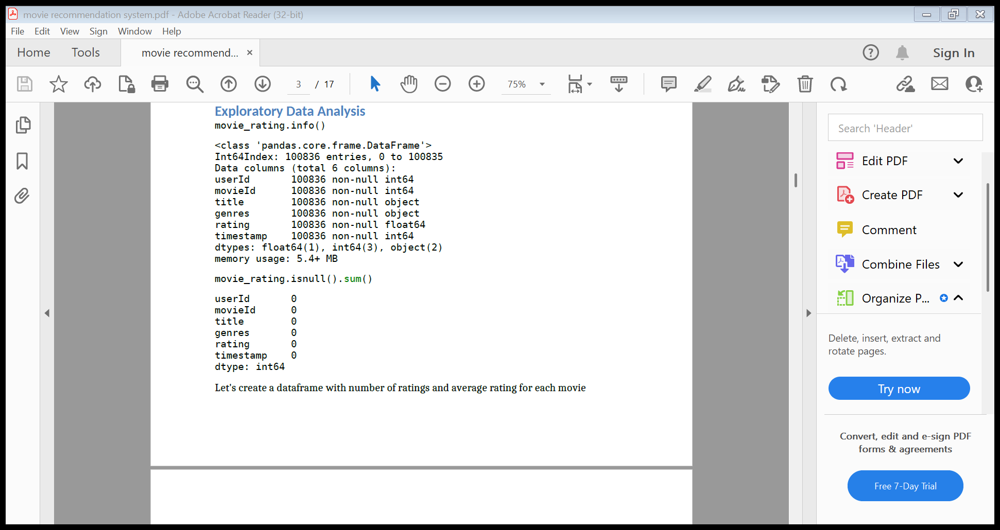 movie recommendation system.pdf - Adobe Acrobat Reader (32-bit)
File Edit View Sign Window Help
Home Tools movie recommend... × Sign In
3 / 17 75%
Exploratory Data Analysis
movie_rating.info()
<class 'pandas.core.frame.DataFrame'>
Int64Index: 100836 entries, 0 to 100835
Data columns (total 6 columns):
userId 100836 non-null int64
movieId 100836 non-null int64
title 100836 non-null object
genres 100836 non-null object
rating 100836 non-null float64
timestamp 100836 non-null int64
dtypes: float64(1), int64(3), object(2)
memory usage: 5.4+ MB
movie_rating.isnull().sum()
userId 0
movieId 0
title 0
genres 0
rating 0
timestamp 0
dtype: int64
Let's create a dataframe with number of ratings and average rating for each movie
Search 'Header'
Edit PDF
Create PDF
Comment
Combine Files
Organize P...
Delete, insert, extract and
rotate pages.
Try now
Convert, edit and e-sign PDF
forms & agreements
Free 7-Day Trial